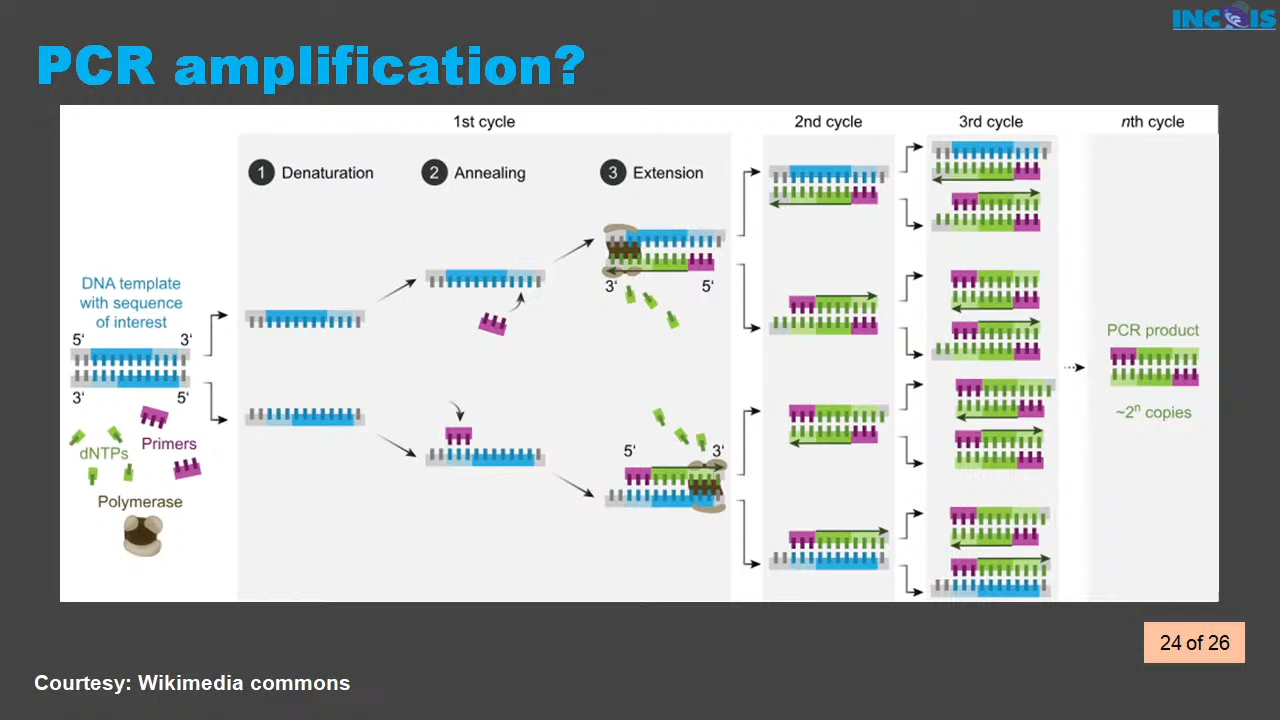 INCOIS
PCR amplification?
1st cycle
2nd cycle
3rd cycle
nth cycle
1 Denaturation
2 Annealing
3 Extension
DNA template
with sequence
of interest
5‘
3‘
3‘
5‘
Primers
dNTPs
Polymerase
3‘
5‘
5‘
3‘
PCR product
~2ⁿ copies
24 of 26
Courtesy: Wikimedia commons